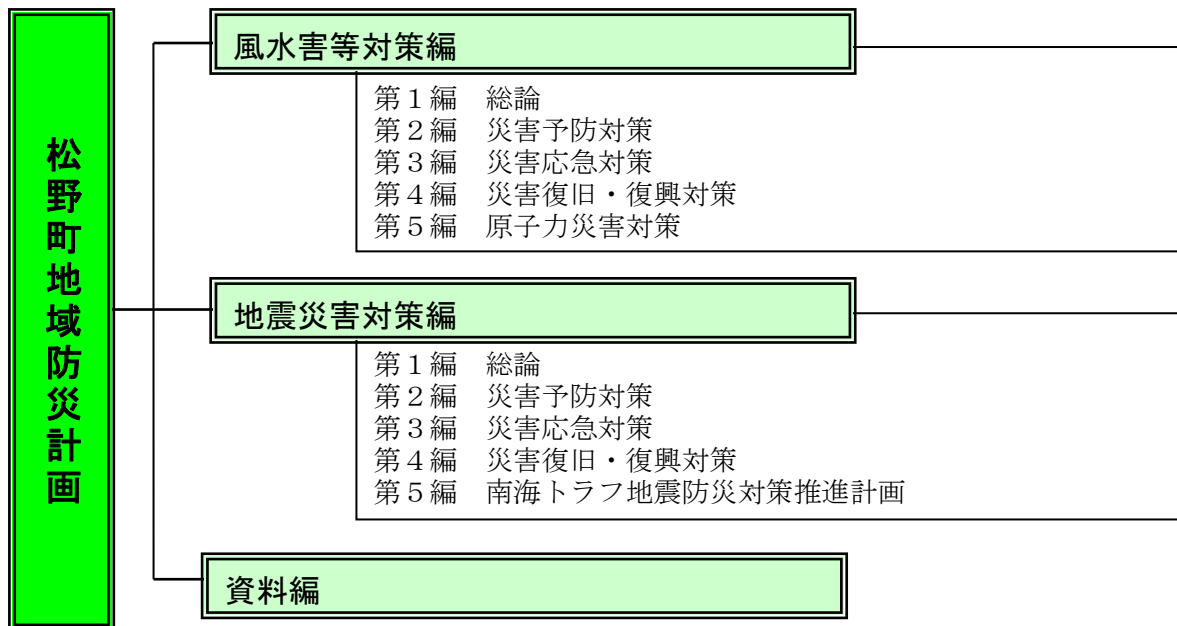 松野町地域防災計画
風水害等対策編
第１編　総論
第２編　災害予防対策
第３編　災害応急対策
第４編　災害復旧・復興対策
第５編　原子力災害対策
地震災害対策編
第１編　総論
第２編　災害予防対策
第３編　災害応急対策
第４編　災害復旧・復興対策
第５編　南海トラフ地震防災対策推進計画
資料編